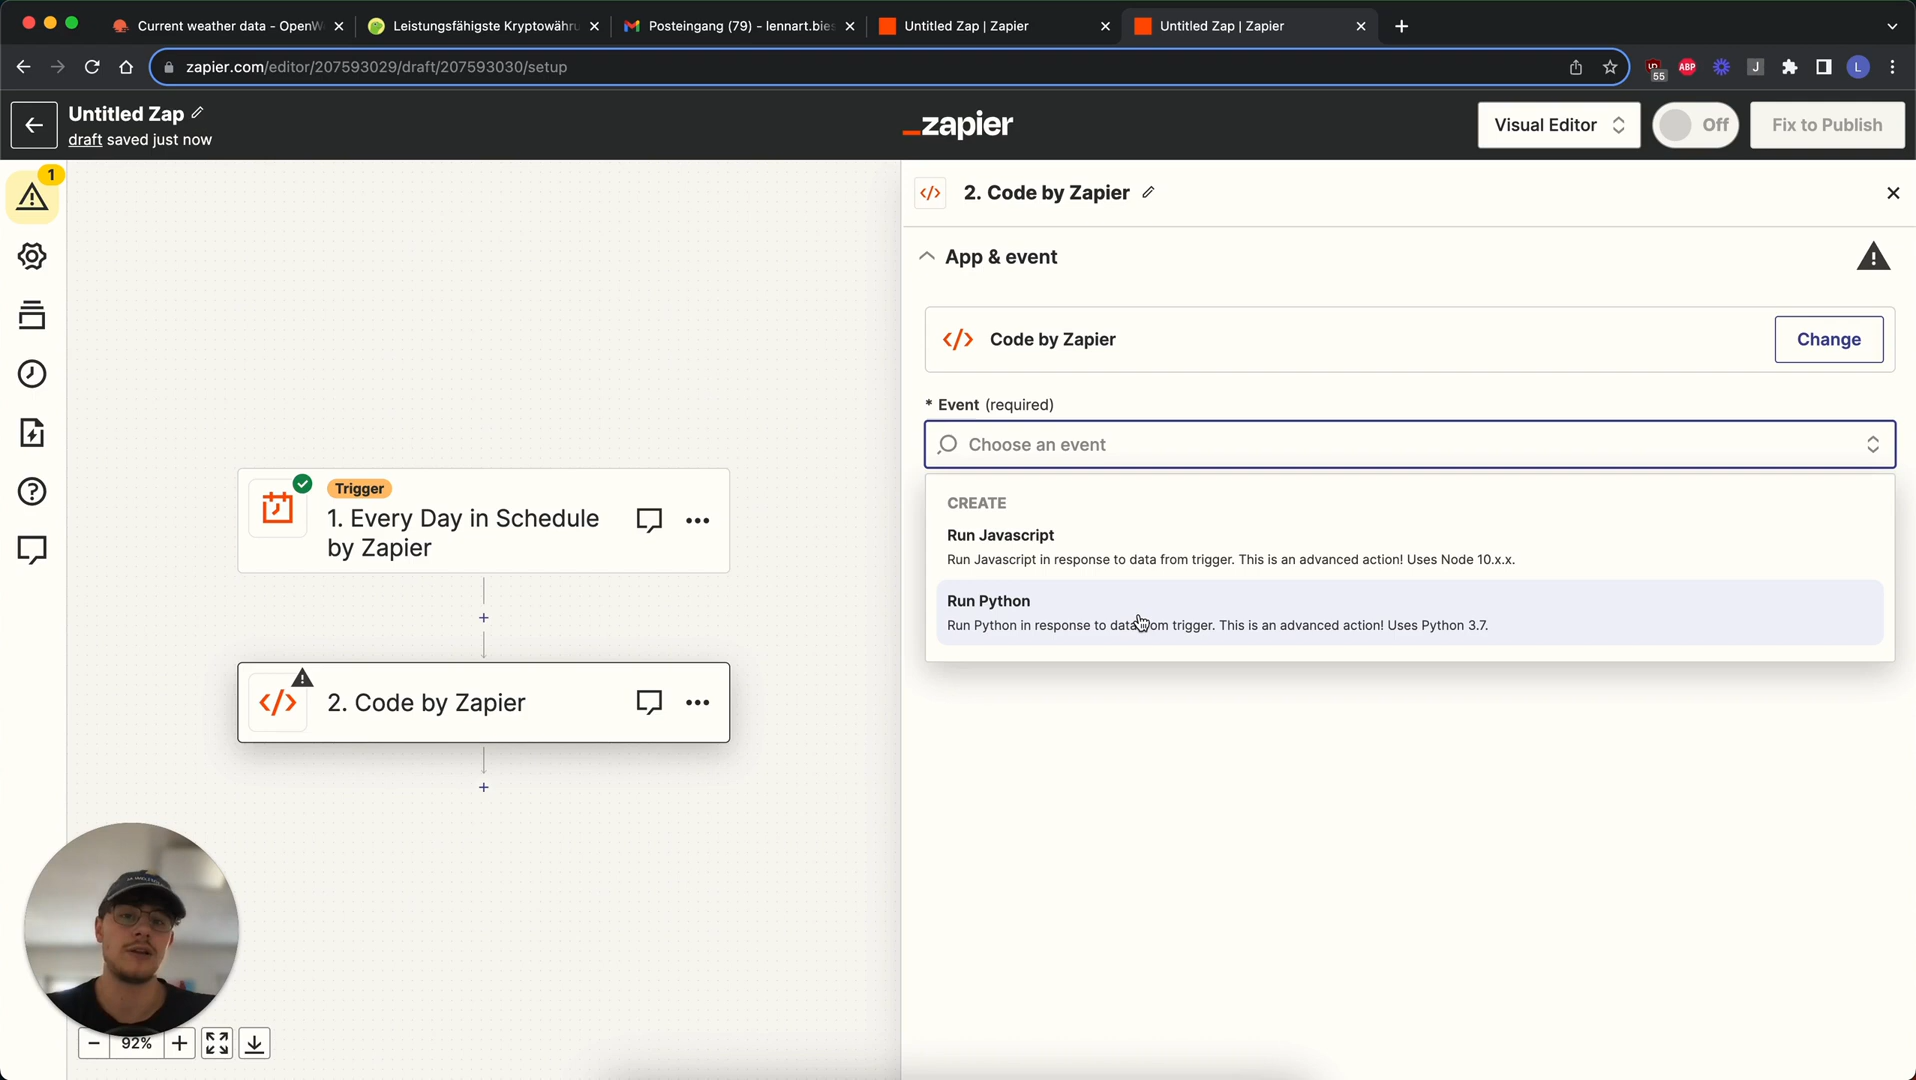 Current weather data - OpenW
Leistungsfähigste Kryptowähru
Posteingang (79) - lennart.bies
Untitled Zap | Zapier
Untitled Zap | Zapier
zapier.com/editor/207593029/draft/207593030/setup
55
ABP
J
L
Untitled Zap
draft saved just now
_zapier
Visual Editor
Off
Fix to Publish
1
2. Code by Zapier
App & event
Code by Zapier
Change
* Event (required)
Choose an event
CREATE
Run Javascript
Run Javascript in response to data from trigger. This is an advanced action! Uses Node 10.x.x.
Run Python
Run Python in response to data from trigger. This is an advanced action! Uses Python 3.7.
Trigger
1. Every Day in Schedule
by Zapier
2. Code by Zapier
92%